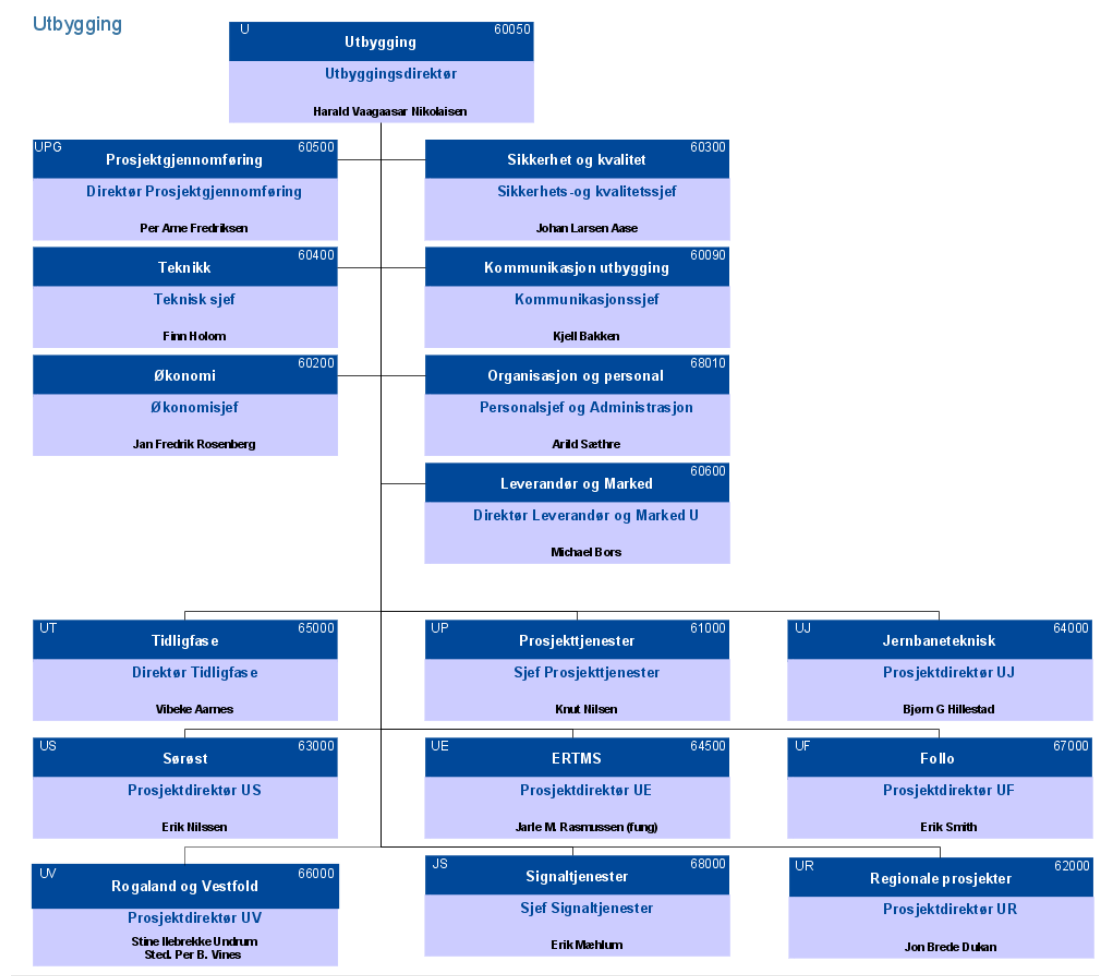 Utbygging
U 60050
Utbygging
Utbyggingsdirektør
Harald Vaagaasar Nikolaisen
UPG 60500
Prosjektgjennomføring
Direktør Prosjektgjennomføring
Per Arne Fredriksen
60300
Sikkerhet og kvalitet
Sikkerhets-og kvalitetssjef
Johan Larsen Aase
60400
Teknikk
Teknisk sjef
Finn Holom
60090
Kommunikasjon utbygging
Kommunikasjonssjef
Kjell Bakken
60200
Økonomi
Økonomisjef
Jan Fredrik Rosenberg
68010
Organisasjon og personal
Personalsjef og Administrasjon
Arild Sæthre
60600
Leverandør og Marked
Direktør Leverandør og Marked U
Michael Bors
UT 65000
Tidligfase
Direktør Tidligfase
Vibeke Aarnes
UP 61000
Prosjekttjenester
Sjef Prosjekttjenester
Knut Nilsen
UJ 64000
Jernbaneteknisk
Prosjektdirektør UJ
Bjørn G Hillestad
US 63000
Sørøst
Prosjektdirektør US
Erik Nilssen
UE 64500
ERTMS
Prosjektdirektør UE
Jarle M. Rasmussen (fung)
UF 67000
Follo
Prosjektdirektør UF
Erik Smith
UV 66000
Rogaland og Vestfold
Prosjektdirektør UV
Stine Ilebrekke Undrum
Sted. Per B. Vines
JS 68000
Signaltjenester
Sjef Signaltjenester
Erik Mæhlum
UR 62000
Regionale prosjekter
Prosjektdirektør UR
Jon Brede Dukan